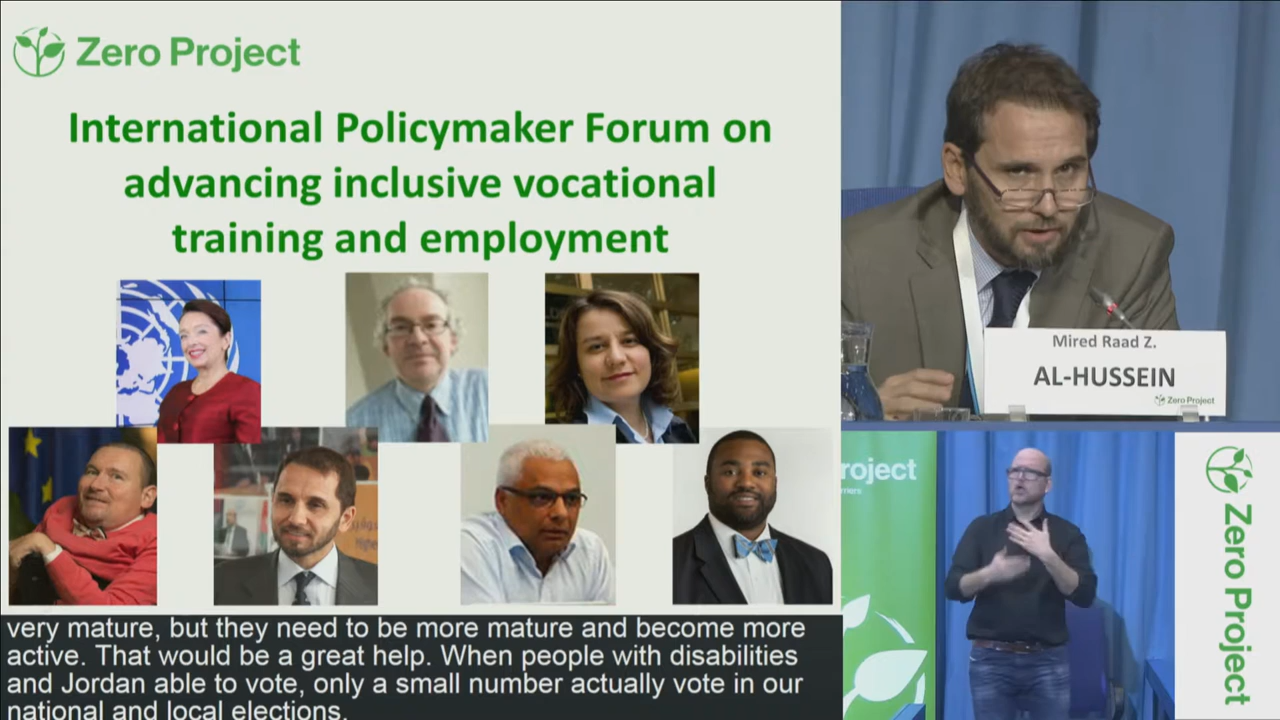 Zero Project
International Policymaker Forum on
advancing inclusive vocational
training and employment
very mature, but they need to be more mature and become more
active. That would be a great help. When people with disabilities
and Jordan able to vote, only a small number actually vote in our
national and local elections.
Mired Raad Z.
AL-HUSSEIN
Zero Project
roject
Zero Project